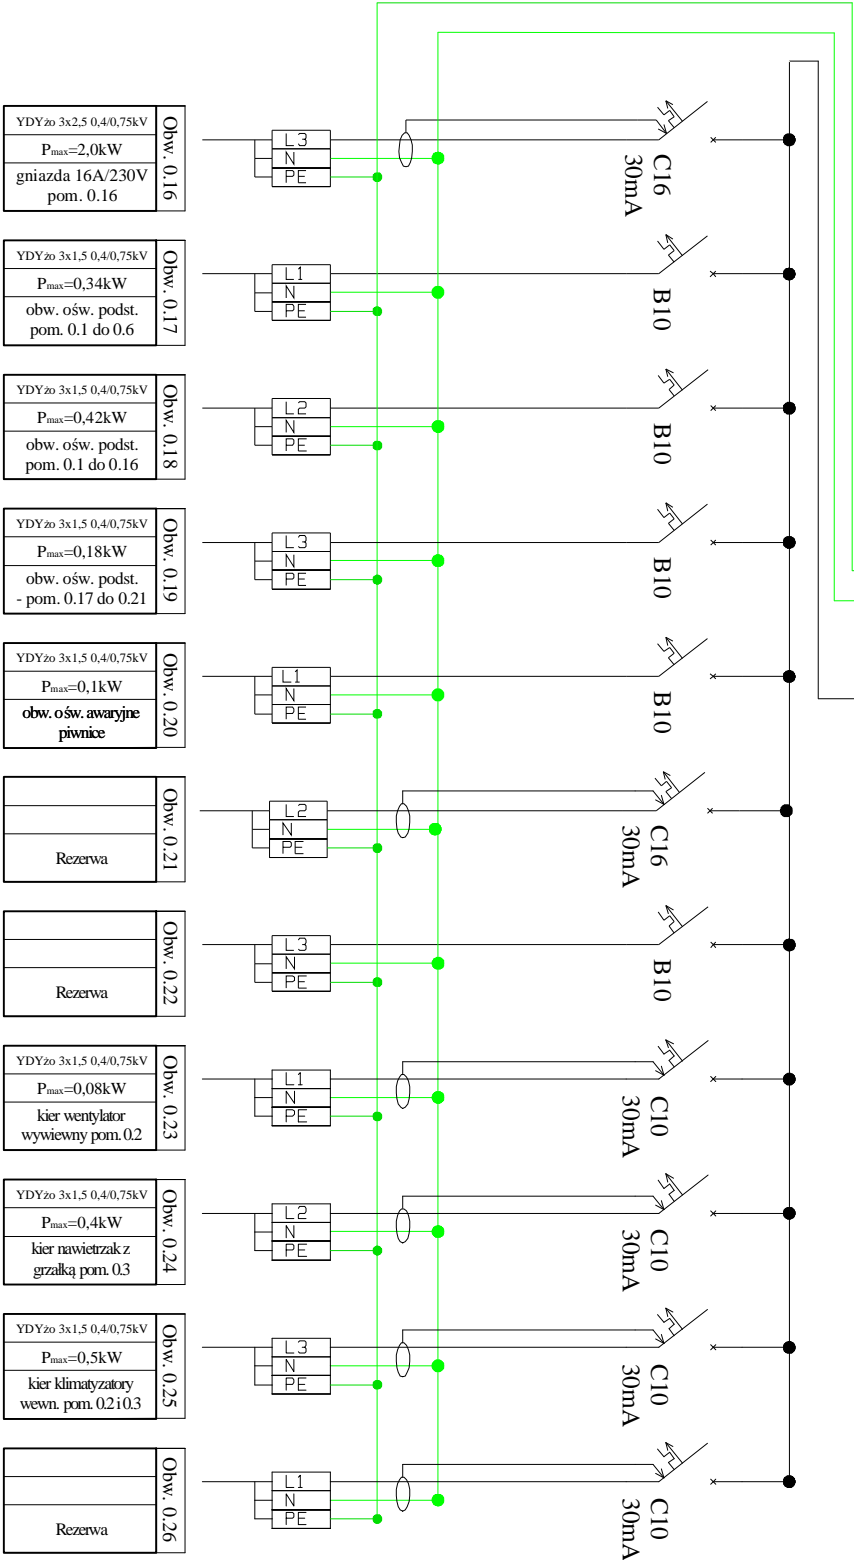 YDYżo 3x2,5 0,4/0,75kV
Pmax=2,0kW
gniazda 16A/230V
pom. 0.16
Obw. 0.16
L3
N
PE
C16
30mA
YDYżo 3x1,5 0,4/0,75kV
Pmax=0,34kW
obw. ośw. podst.
pom. 0.1 do 0.6
Obw. 0.17
L1
N
PE
B10
YDYżo 3x1,5 0,4/0,75kV
Pmax=0,42kW
obw. ośw. podst.
pom. 0.1 do 0.16
Obw. 0.18
L2
N
PE
B10
YDYżo 3x1,5 0,4/0,75kV
Pmax=0,18kW
obw. ośw. podst.
- pom. 0.17 do 0.21
Obw. 0.19
L3
N
PE
B10
YDYżo 3x1,5 0,4/0,75kV
Pmax=0,1kW
obw. ośw. awaryjne
piwnice
Obw. 0.20
L1
N
PE
B10
Rezerwa
Obw. 0.21
L2
N
PE
C16
30mA
Rezerwa
Obw. 0.22
L3
N
PE
B10
YDYżo 3x1,5 0,4/0,75kV
Pmax=0,08kW
kier wentylator
wywiewny pom. 0.2
Obw. 0.23
L1
N
PE
C10
30mA
YDYżo 3x1,5 0,4/0,75kV
Pmax=0,4kW
kier nawietrzak z
grzałką pom. 0.3
Obw. 0.24
L2
N
PE
C10
30mA
YDYżo 3x1,5 0,4/0,75kV
Pmax=0,5kW
kier klimatyzatory
wewn. pom. 0.2 i 0.3
Obw. 0.25
L3
N
PE
C10
30mA
Rezerwa
Obw. 0.26
L1
N
PE
C10
30mA